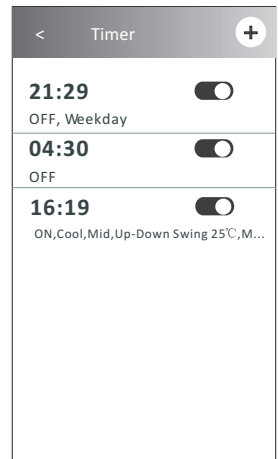 < Timer +
21:29
OFF, Weekday
04:30
OFF
16:19
ON,Cool,Mid,Up-Down Swing 25℃,M...